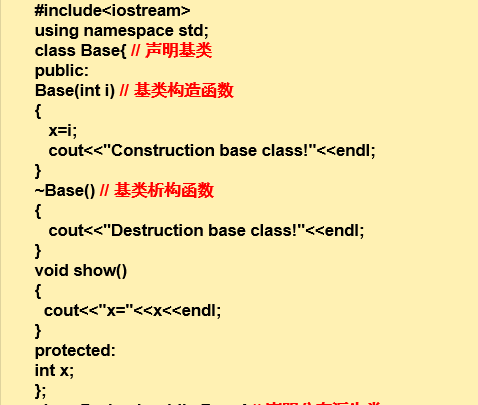 #include<iostream>
using namespace std;
class Base{ // 声明基类
public:
Base(int i) // 基类构造函数
{
x=i;
cout<<"Construction base class!"<<endl;
}
~Base() // 基类析构函数
{
cout<<"Destruction base class!"<<endl;
}
void show()
{
cout<<"x="<<x<<endl;
}
protected:
int x;
};